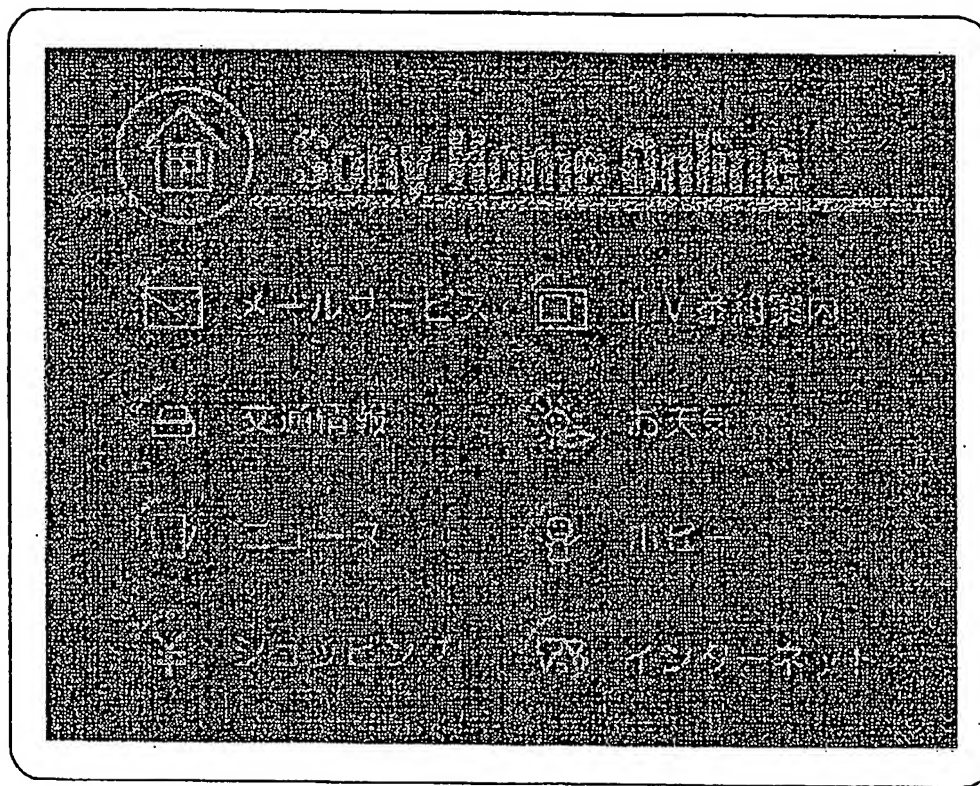 Sony Home Online
メールサービス TV番組案内
交通情報 お天気
ニュース ホビー
ショッピング インターネット